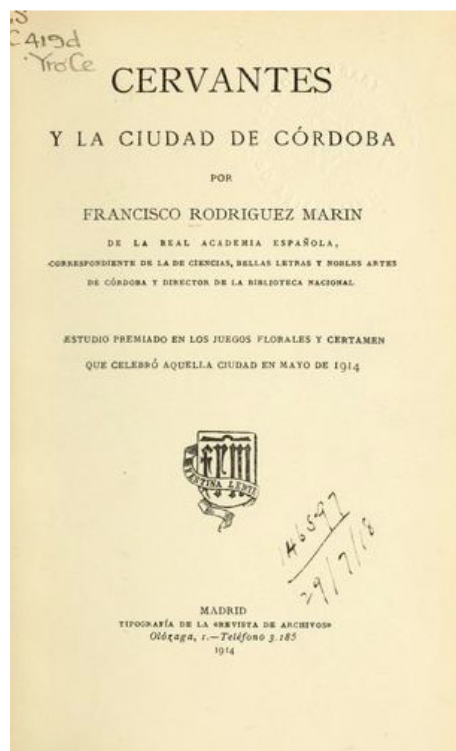 C419d
YroCe
CERVANTES
Y LA CIUDAD DE CÓRDOBA
POR
FRANCISCO RODRIGUEZ MARIN
DE LA REAL ACADEMIA ESPAÑOLA,
CORRESPONDIENTE DE LA DE CIENCIAS, BELLAS LETRAS Y NOBLES ARTES
DE CÓRDOBA Y DIRECTOR DE LA BIBLIOTECA NACIONAL
ESTUDIO PREMIADO EN LOS JUEGOS FLORALES Y CERTAMEN
QUE CELEBRÓ AQUELLA CIUDAD EN MAYO DE 1914
frm
146597
29/7/18
MADRID
TIPOGRAFÍA DE LA «REVISTA DE ARCHIVOS»
Olózaga, 1.—Teléfono 3.185
1914